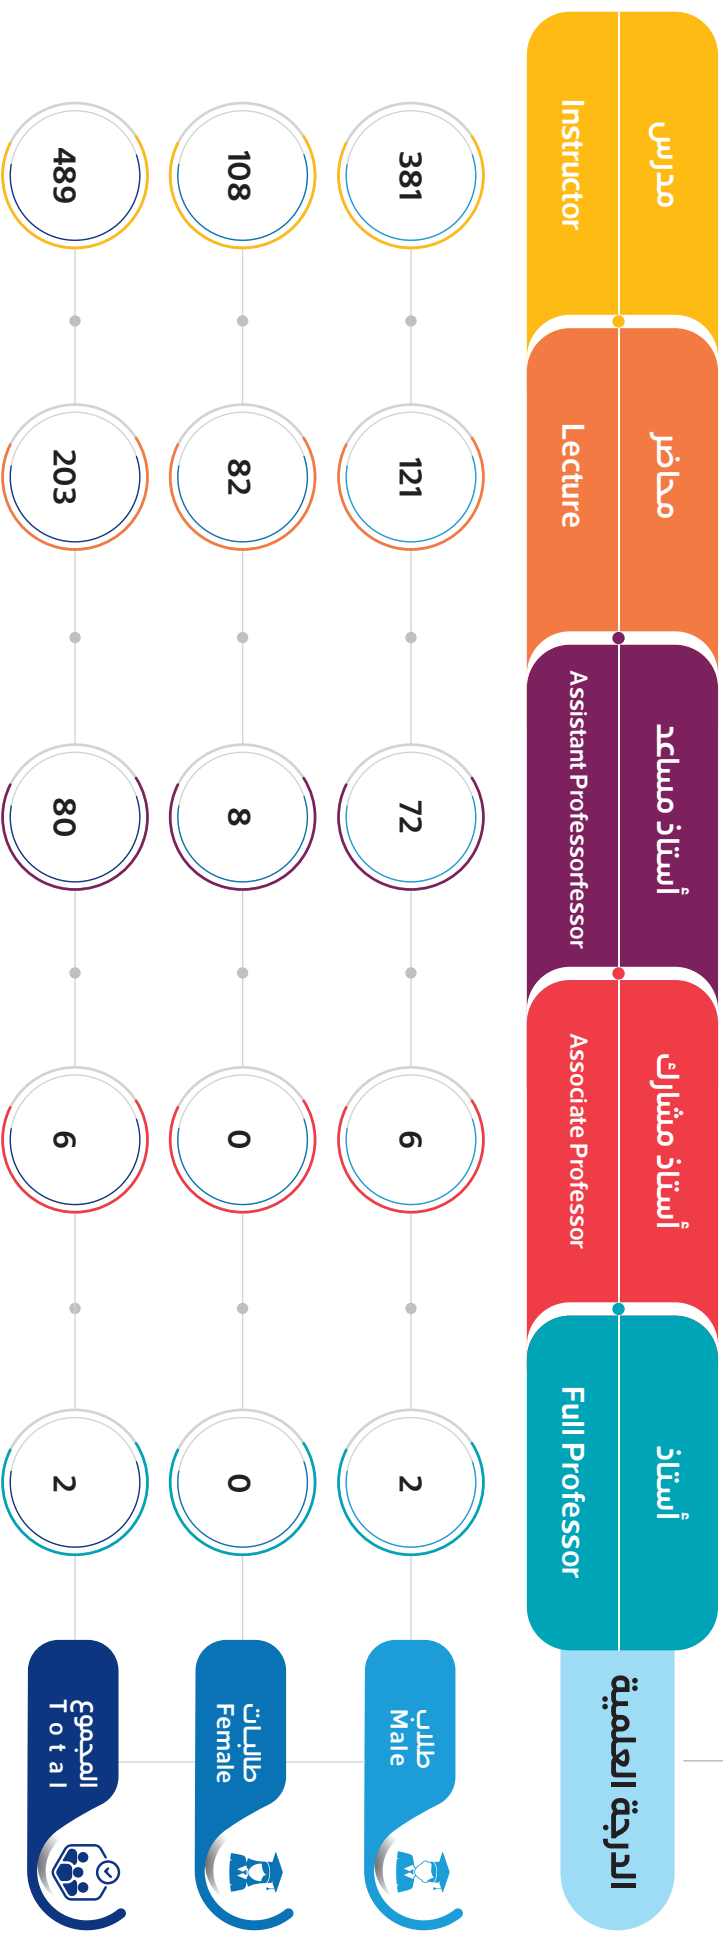 الدرجة العلمية
أستاذ
Full Professor
أستاذ مشارك
Associate Professor
أستاذ مساعد
Assistant Professorfessor
محاضر
Lecture
مدرس
Instructor
طلاب
Male
2
6
72
121
381
طالبات
Female
0
0
8
82
108
المجموع
Total
2
6
80
203
489